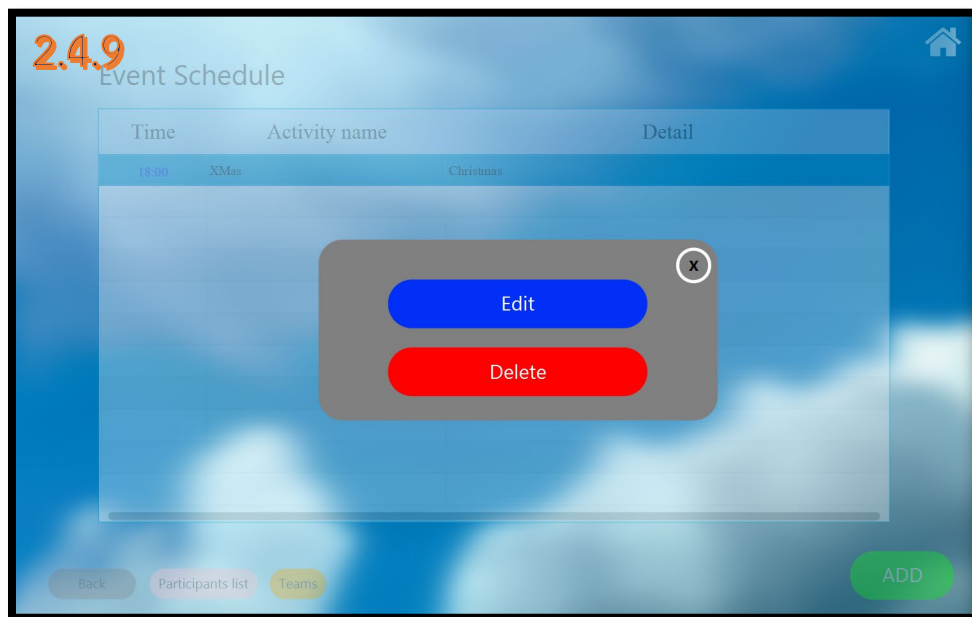 2.4.9
Event Schedule
Time Activity name Detail
18:00 XMas Christmas
X
Edit
Delete
Back Participants list Teams ADD